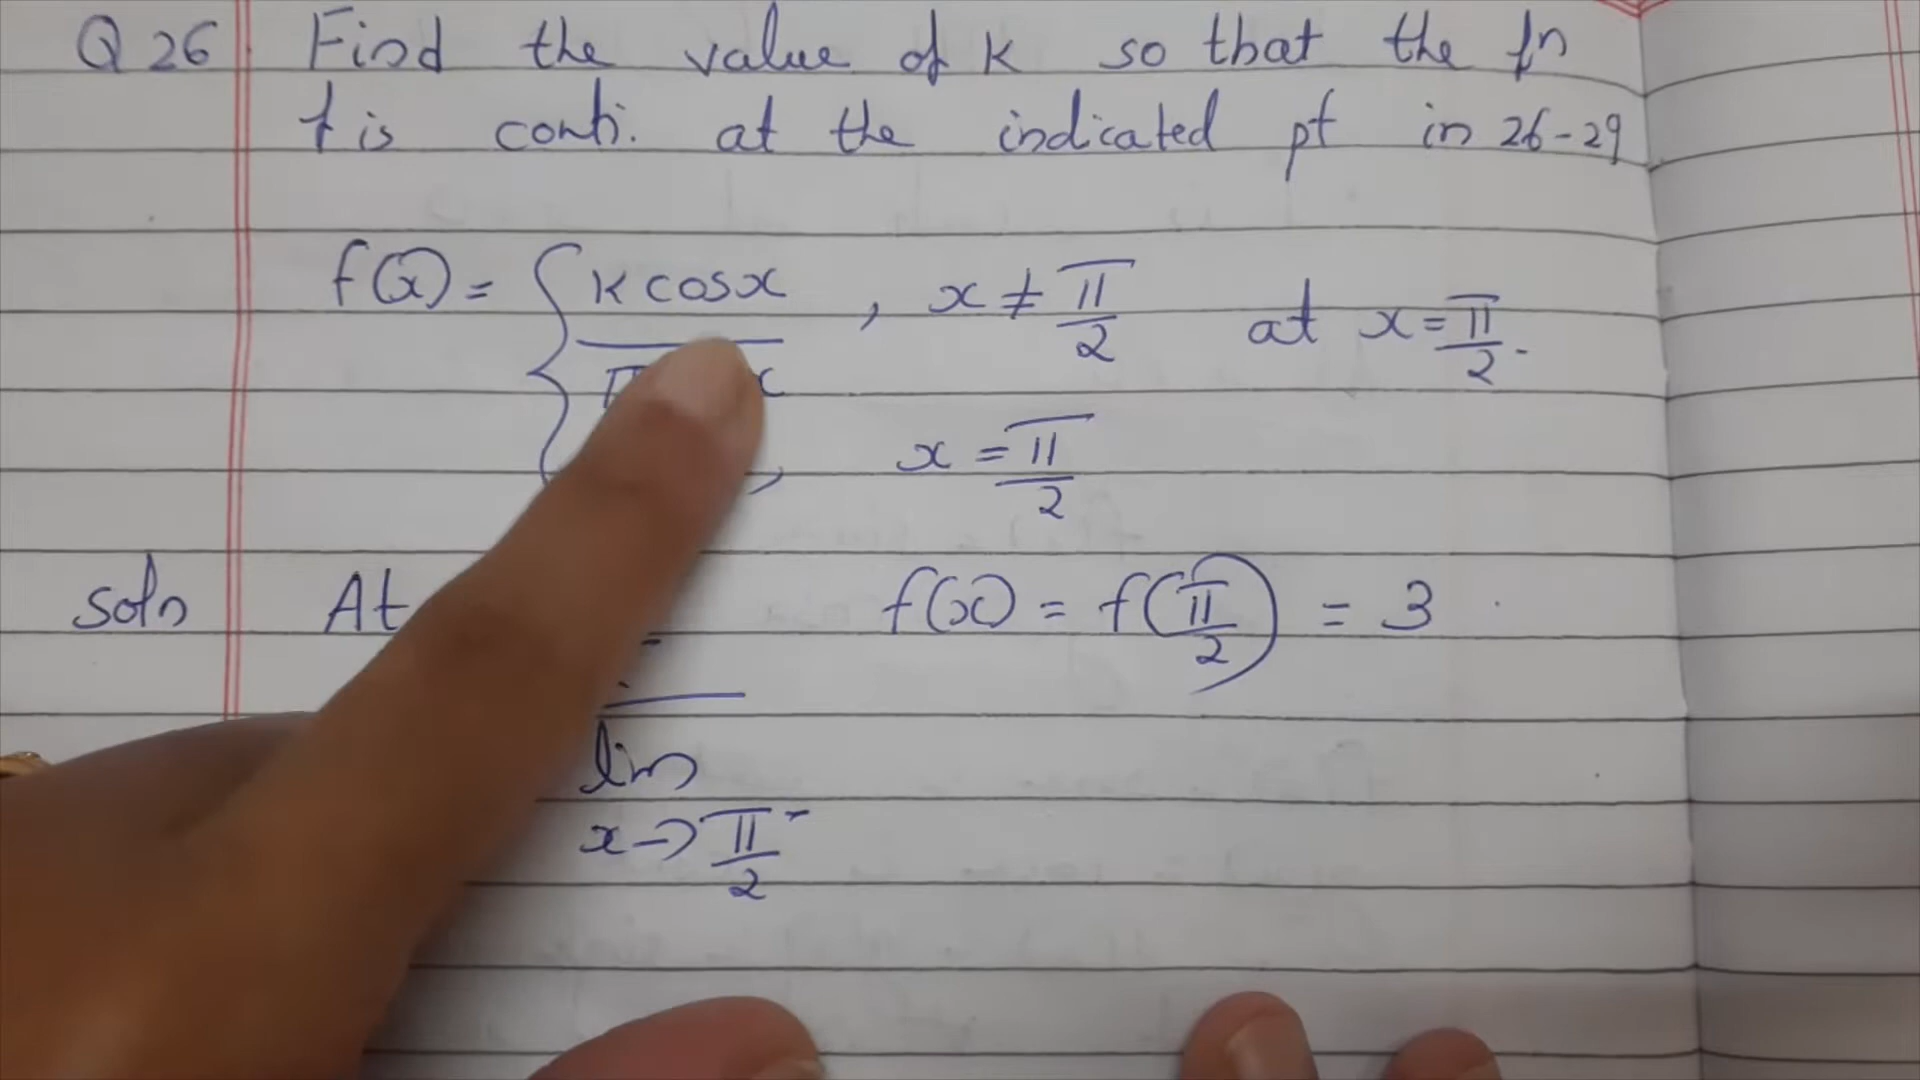 Q 26 Find the value of k so that the fn
f is conti. at the indicated pt in 26-29
f(x) = { k cosx , x ≠ π/2 at x = π/2.
π x
, x = π/2
soln At f(x) = f(π/2) = 3
lim
x→π/2⁻